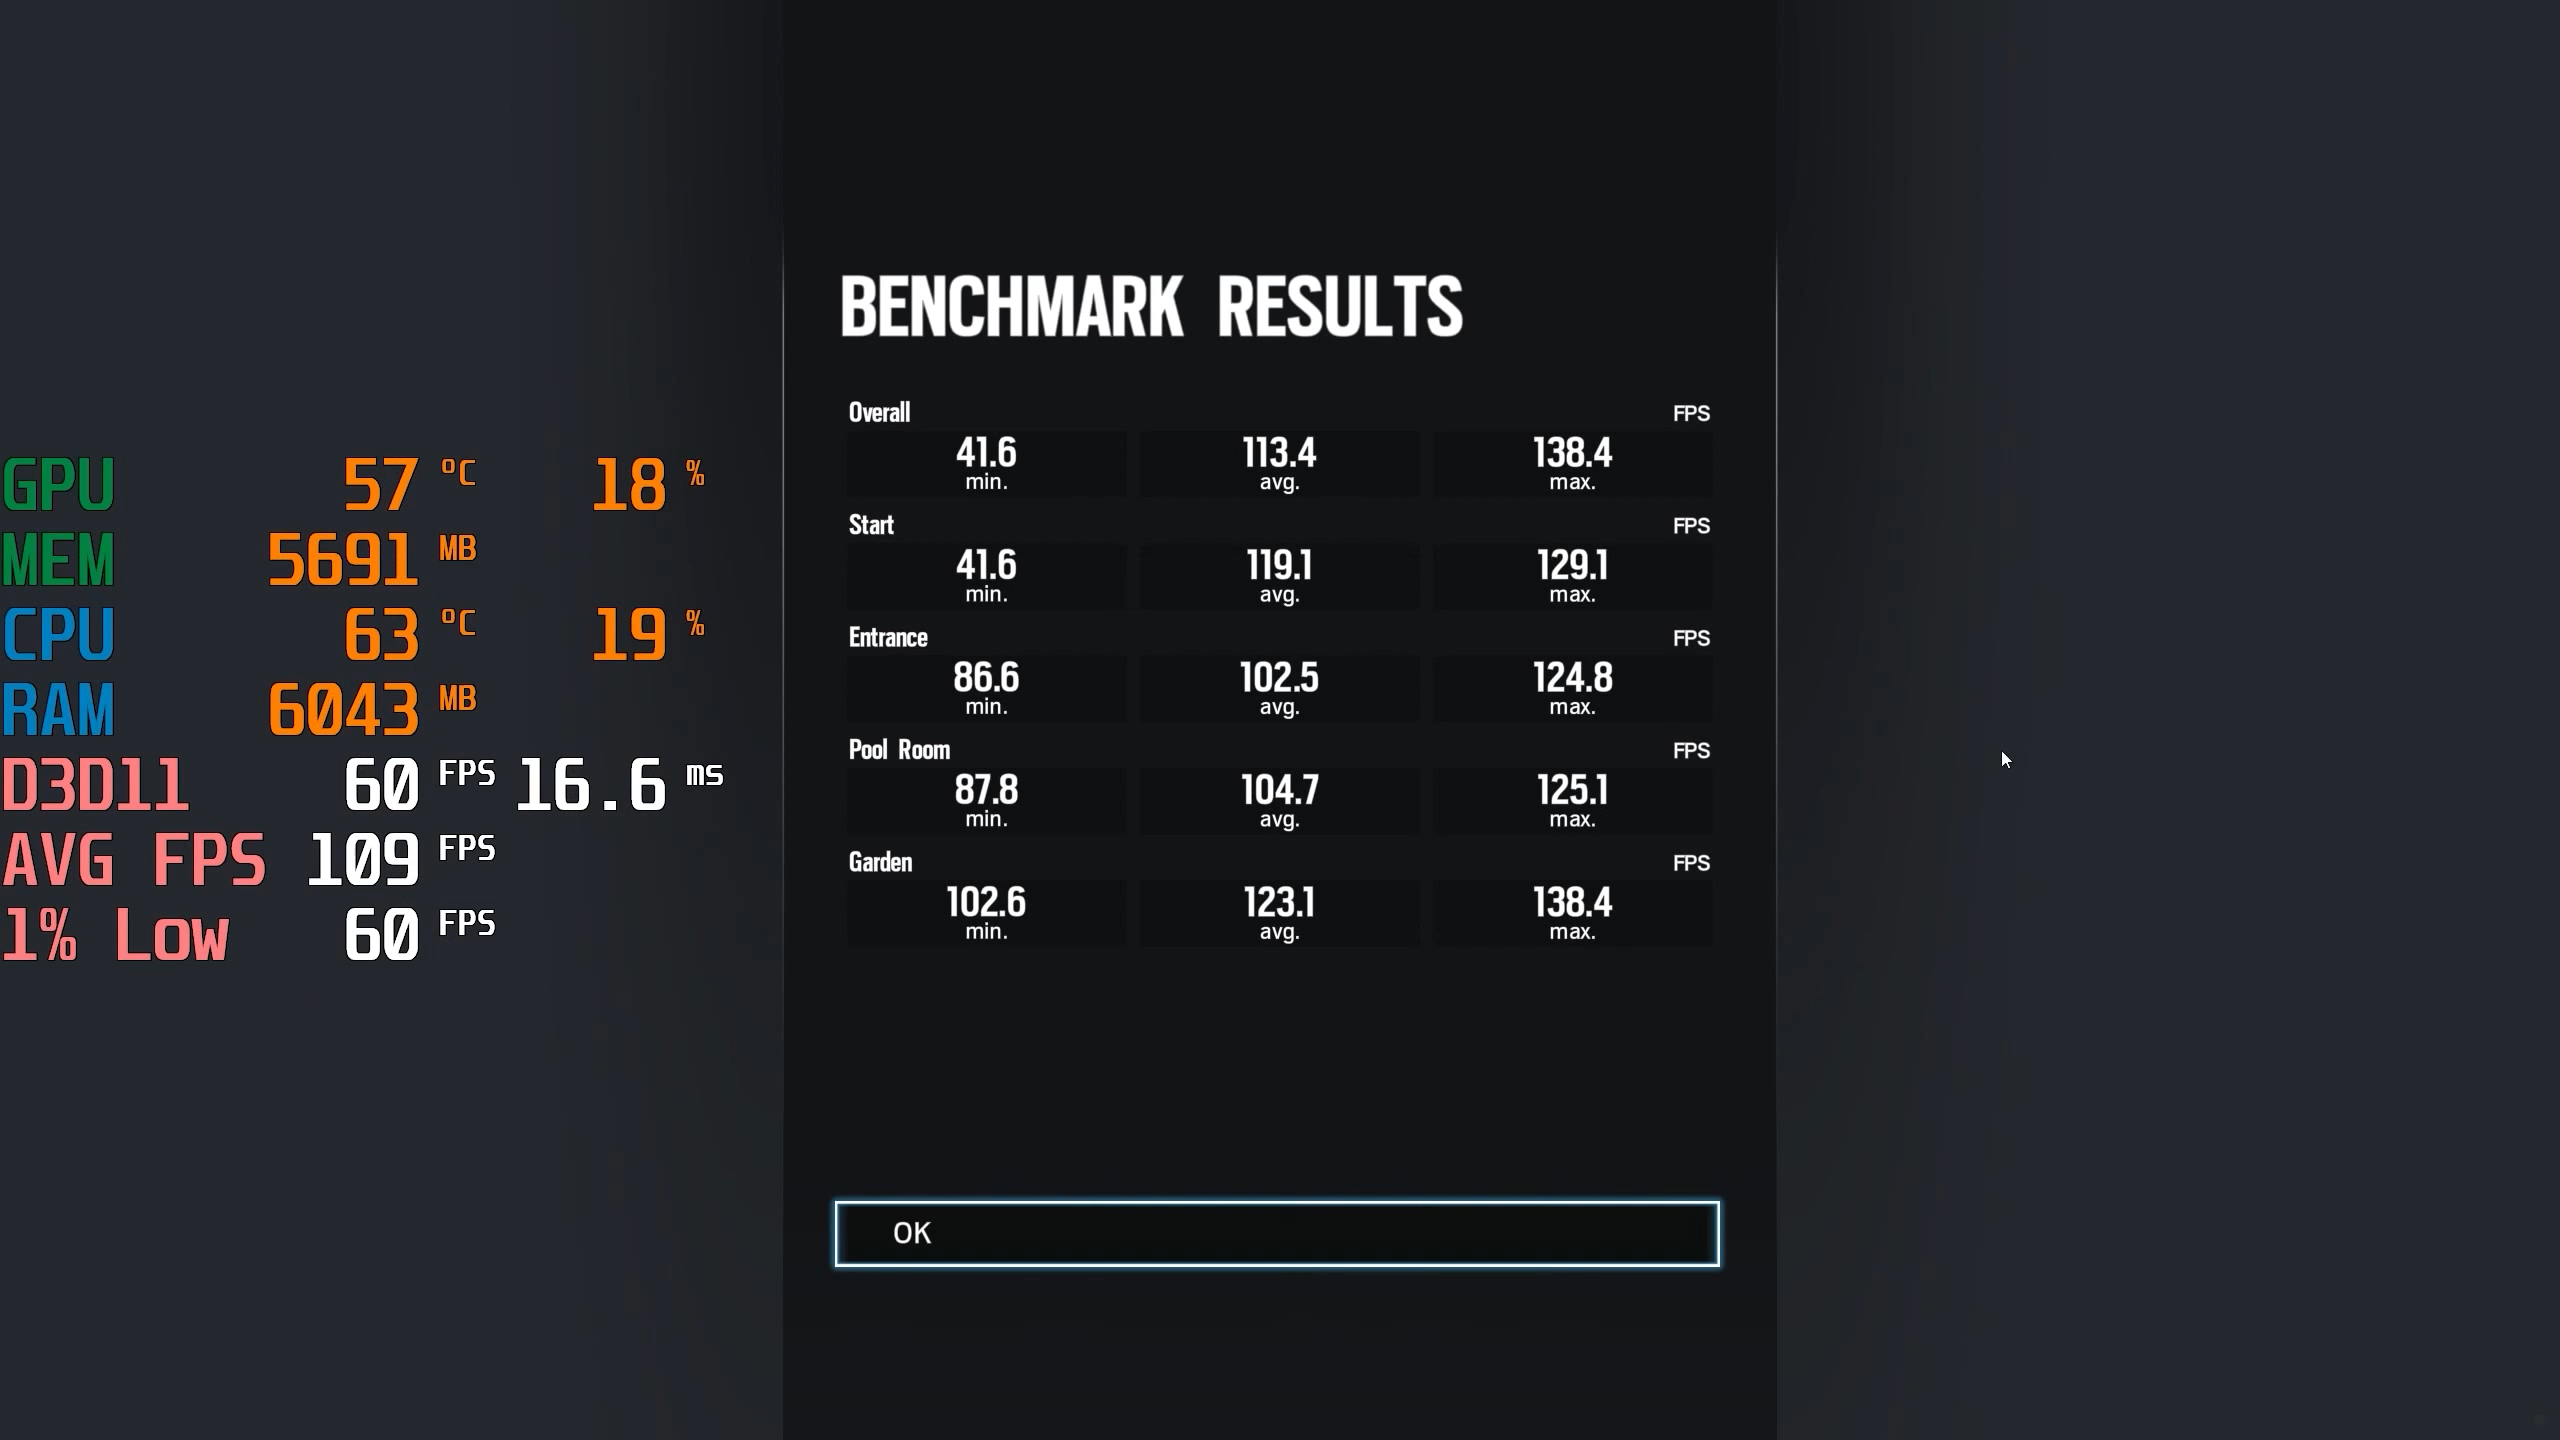 GPU 57 °C 18 %
MEM 5691 MB
CPU 63 °C 19 %
RAM 6043 MB
D3D11 60 FPS 16.6 ms
AVG FPS 109 FPS
1% Low 60 FPS
BENCHMARK RESULTS
Overall FPS
41.6 113.4 138.4
min. avg. max.
Start FPS
41.6 119.1 129.1
min. avg. max.
Entrance FPS
86.6 102.5 124.8
min. avg. max.
Pool Room FPS
87.8 104.7 125.1
min. avg. max.
Garden FPS
102.6 123.1 138.4
min. avg. max.
OK